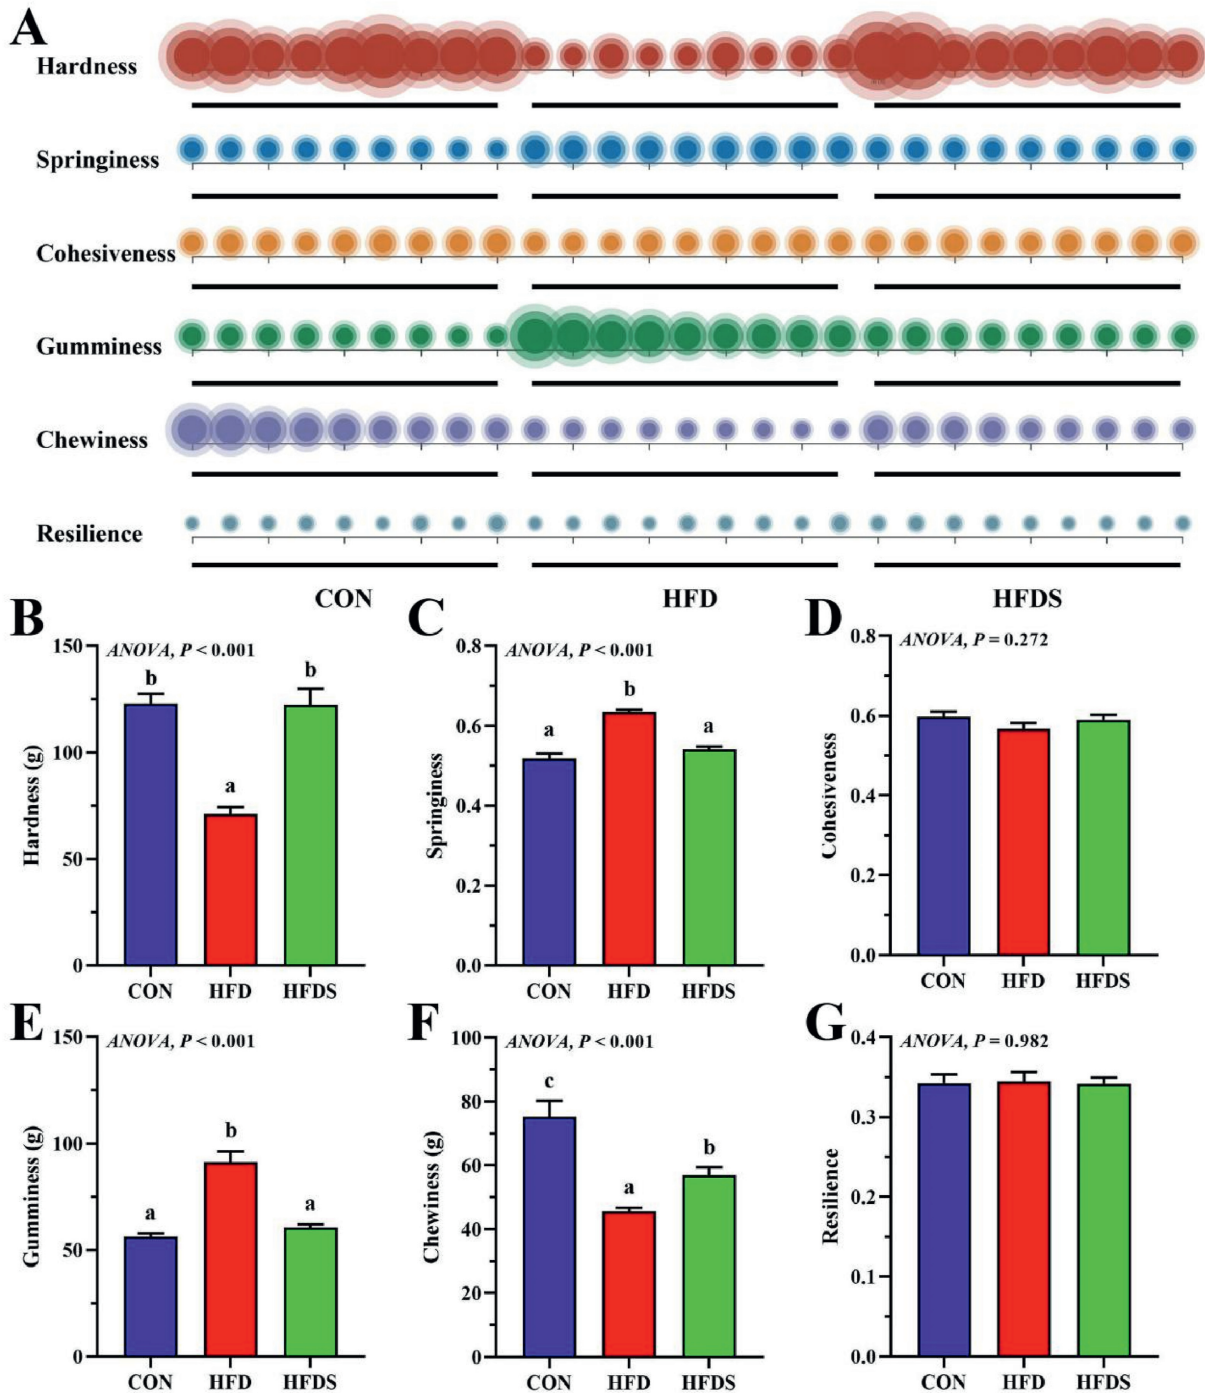 A
Hardness
Springiness
Cohesiveness
Gumminess
Chewiness
Resilience
CON HFD HFDS
B
ANOVA, P < 0.001
150
100
50
0
Hardness (g)
b
a
b
CON HFD HFDS
C
ANOVA, P < 0.001
0.8
0.6
0.4
0.2
0.0
Springiness
a
b
a
CON HFD HFDS
D
ANOVA, P = 0.272
0.8
0.6
0.4
0.2
0.0
Cohesiveness
CON HFD HFDS
E
ANOVA, P < 0.001
150
100
50
0
Gumminess (g)
a
b
a
CON HFD HFDS
F
ANOVA, P < 0.001
100
80
60
40
20
0
Chewiness (g)
c
a
b
CON HFD HFDS
G
ANOVA, P = 0.982
0.4
0.3
0.2
0.1
0.0
Resilience
CON HFD HFDS